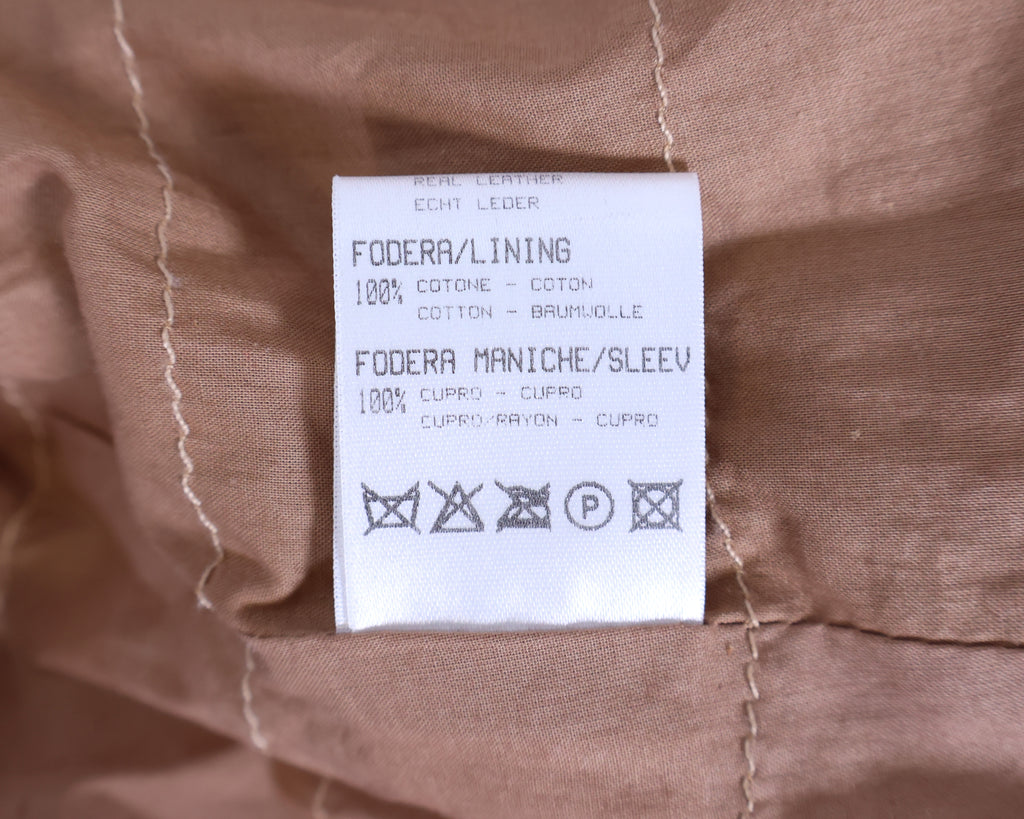 REAL LEATHER
ECHT LEDER
FODERA/LINING
100% COTONE - COTON
COTTON - BAUMWOLLE
FODERA MANICHE/SLEEV
100% CUPRO - CUPRO
CUPRO/RAYON - CUPRO
P